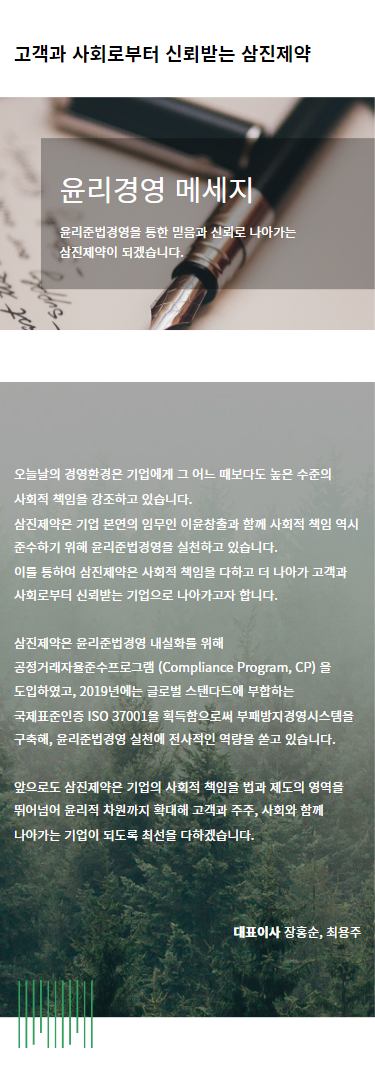 고객과 사회로부터 신뢰받는 삼진제약
윤리경영 메세지
윤리준법경영을 통한 믿음과 신뢰로 나아가는
삼진제약이 되겠습니다.
오늘날의 경영환경은 기업에게 그 어느 때보다도 높은 수준의
사회적 책임을 강조하고 있습니다.
삼진제약은 기업 본연의 임무인 이윤창출과 함께 사회적 책임 역시
준수하기 위해 윤리준법경영을 실천하고 있습니다.
이를 통하여 삼진제약은 사회적 책임을 다하고 더 나아가 고객과
사회로부터 신뢰받는 기업으로 나아가고자 합니다.
삼진제약은 윤리준법경영 내실화를 위해
공정거래자율준수프로그램 (Compliance Program, CP) 을
도입하였고, 2019년에는 글로벌 스탠다드에 부합하는
국제표준인증 ISO 37001을 획득함으로써 부패방지경영시스템을
구축해, 윤리준법경영 실천에 전사적인 역량을 쏟고 있습니다.
앞으로도 삼진제약은 기업의 사회적 책임을 법과 제도의 영역을
뛰어넘어 윤리적 차원까지 확대해 고객과 주주, 사회와 함께
나아가는 기업이 되도록 최선을 다하겠습니다.
대표이사 장홍순, 최용주